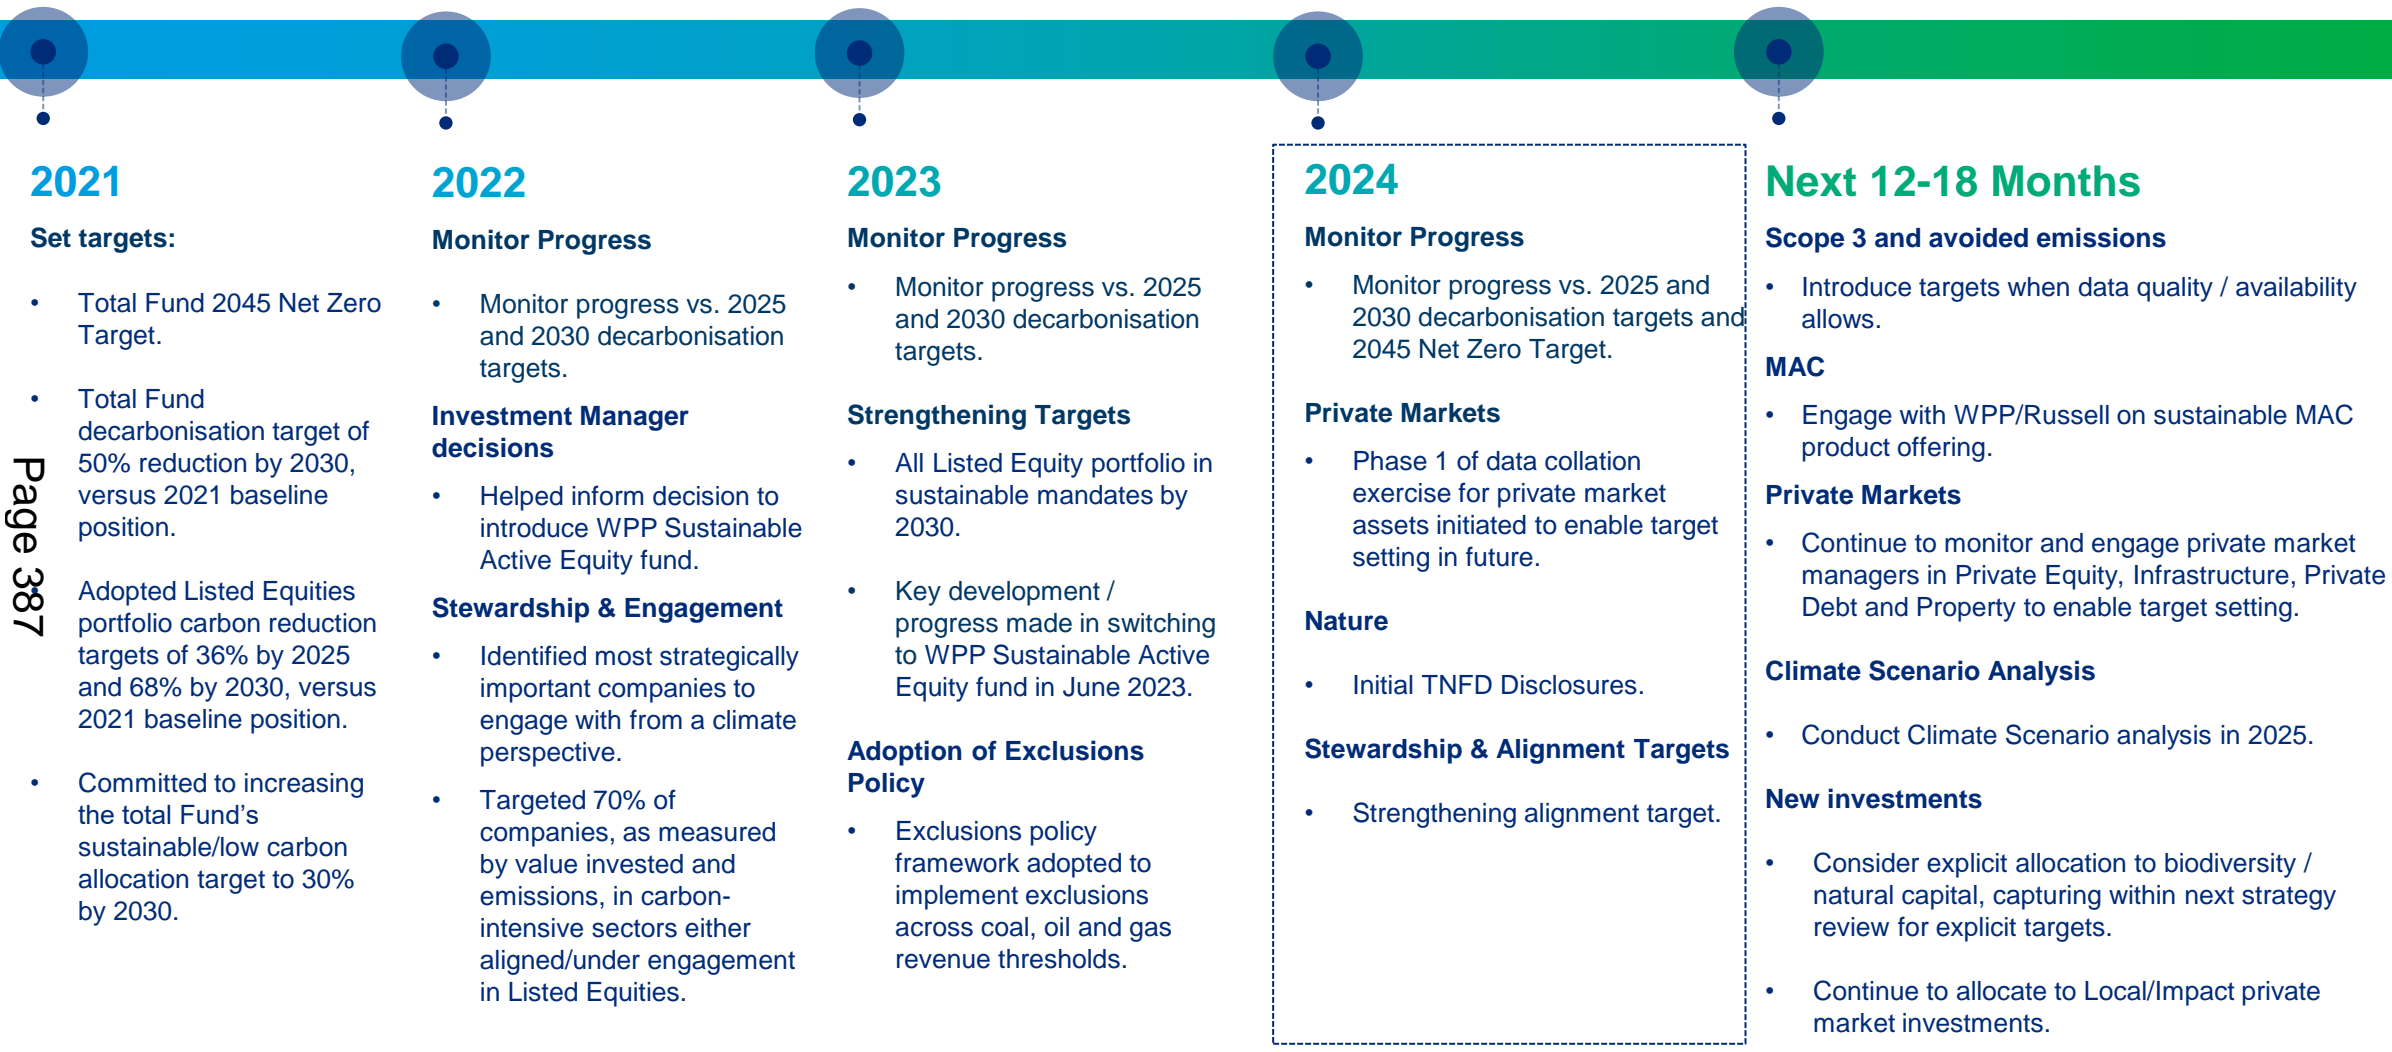 2021
Set targets:
• Total Fund 2045 Net Zero
Target.
• Total Fund
decarbonisation target of
50% reduction by 2030,
versus 2021 baseline
position.
• Adopted Listed Equities
portfolio carbon reduction
targets of 36% by 2025
and 68% by 2030, versus
2021 baseline position.
• Committed to increasing
the total Fund’s
sustainable/low carbon
allocation target to 30%
by 2030.
Page 387
2022
Monitor Progress
• Monitor progress vs. 2025
and 2030 decarbonisation
targets.
Investment Manager
decisions
• Helped inform decision to
introduce WPP Sustainable
Active Equity fund.
Stewardship & Engagement
• Identified most strategically
important companies to
engage with from a climate
perspective.
• Targeted 70% of
companies, as measured
by value invested and
emissions, in carbon-
intensive sectors either
aligned/under engagement
in Listed Equities.
2023
Monitor Progress
• Monitor progress vs. 2025
and 2030 decarbonisation
targets.
Strengthening Targets
• All Listed Equity portfolio in
sustainable mandates by
2030.
• Key development /
progress made in switching
to WPP Sustainable Active
Equity fund in June 2023.
Adoption of Exclusions
Policy
• Exclusions policy
framework adopted to
implement exclusions
across coal, oil and gas
revenue thresholds.
2024
Monitor Progress
• Monitor progress vs. 2025 and
2030 decarbonisation targets and
2045 Net Zero Target.
Private Markets
• Phase 1 of data collation
exercise for private market
assets initiated to enable target
setting in future.
Nature
• Initial TNFD Disclosures.
Stewardship & Alignment Targets
• Strengthening alignment target.
Next 12-18 Months
Scope 3 and avoided emissions
• Introduce targets when data quality / availability
allows.
MAC
• Engage with WPP/Russell on sustainable MAC
product offering.
Private Markets
• Continue to monitor and engage private market
managers in Private Equity, Infrastructure, Private
Debt and Property to enable target setting.
Climate Scenario Analysis
• Conduct Climate Scenario analysis in 2025.
New investments
• Consider explicit allocation to biodiversity /
natural capital, capturing within next strategy
review for explicit targets.
• Continue to allocate to Local/Impact private
market investments.